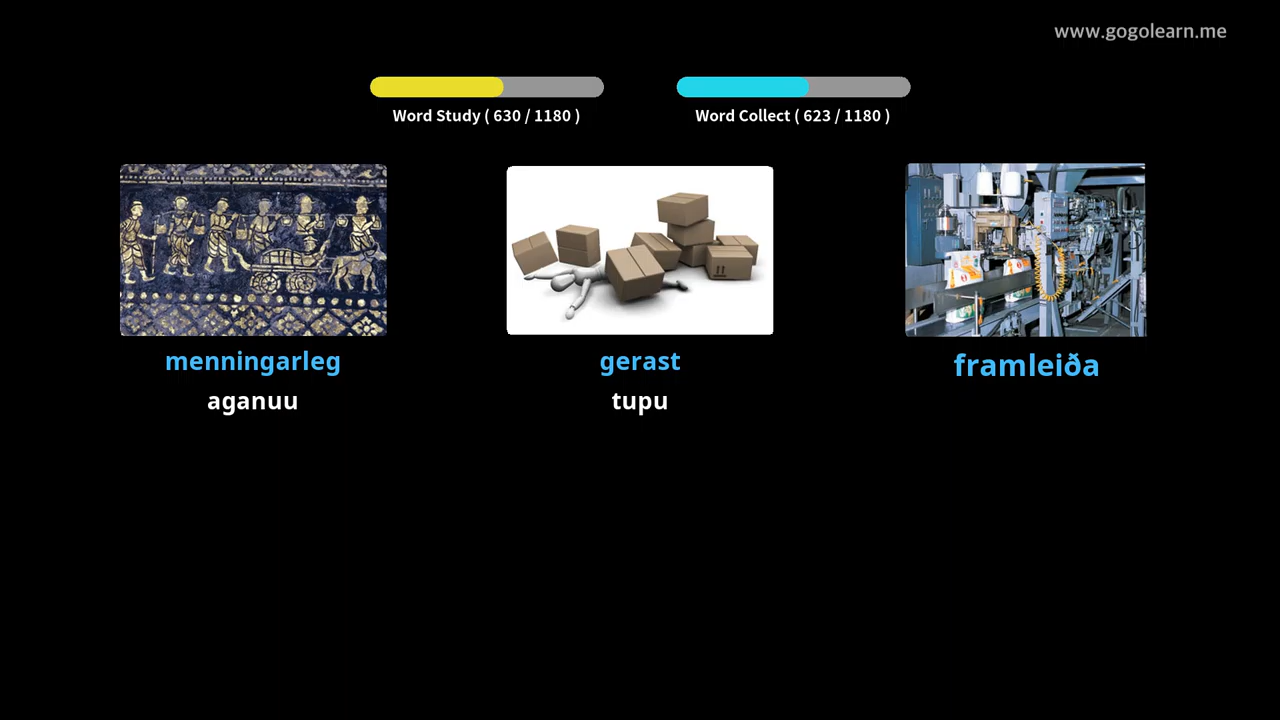 www.gogolearn.me
Word Study ( 630 / 1180 )
Word Collect ( 623 / 1180 )
menningarleg
aganuu
gerast
tupu
framleiða